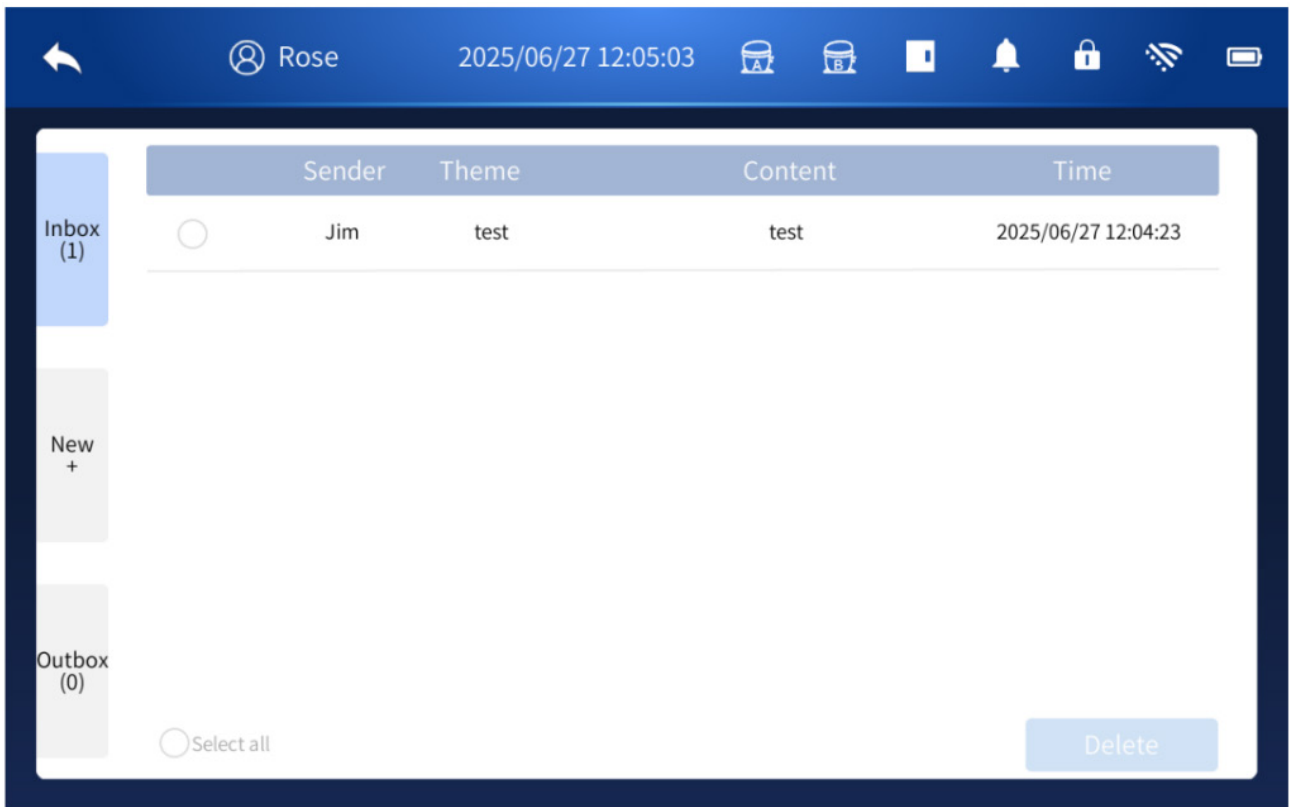 Rose 2025/06/27 12:05:03 A B
Sender Theme Content Time
Inbox
(1)
Jim test test 2025/06/27 12:04:23
New
+
Outbox
(0)
Select all Delete